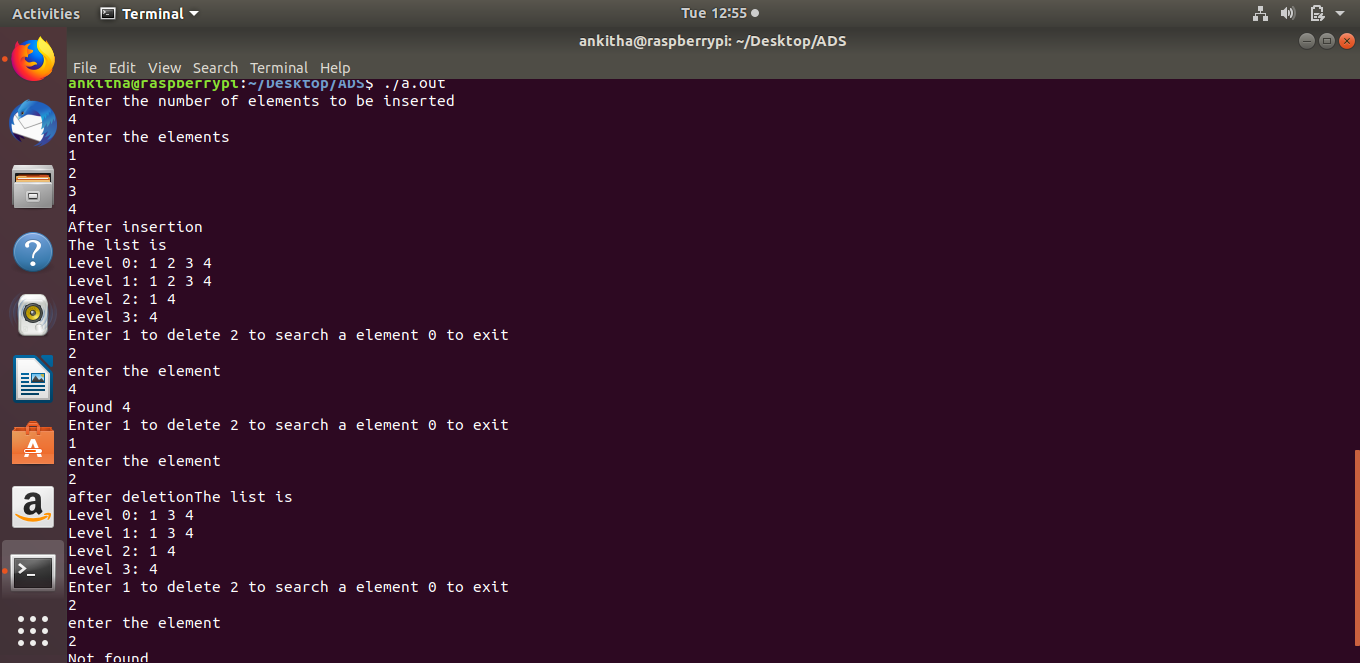 Activities Terminal Tue 12:55
ankitha@raspberrypi: ~/Desktop/ADS
File Edit View Search Terminal Help
ankitha@raspberrypi:~/Desktop/ADS$ ./a.out
Enter the number of elements to be inserted
4
enter the elements
1
2
3
4
After insertion
The list is
Level 0: 1 2 3 4
Level 1: 1 2 3 4
Level 2: 1 4
Level 3: 4
Enter 1 to delete 2 to search a element 0 to exit
2
enter the element
4
Found 4
Enter 1 to delete 2 to search a element 0 to exit
1
enter the element
2
after deletionThe list is
Level 0: 1 3 4
Level 1: 1 3 4
Level 2: 1 4
Level 3: 4
Enter 1 to delete 2 to search a element 0 to exit
2
enter the element
2
Not found